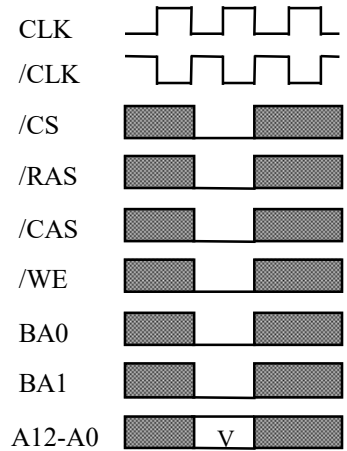 CLK
/CLK
/CS
/RAS
/CAS
/WE
BA0
BA1
A12-A0 V